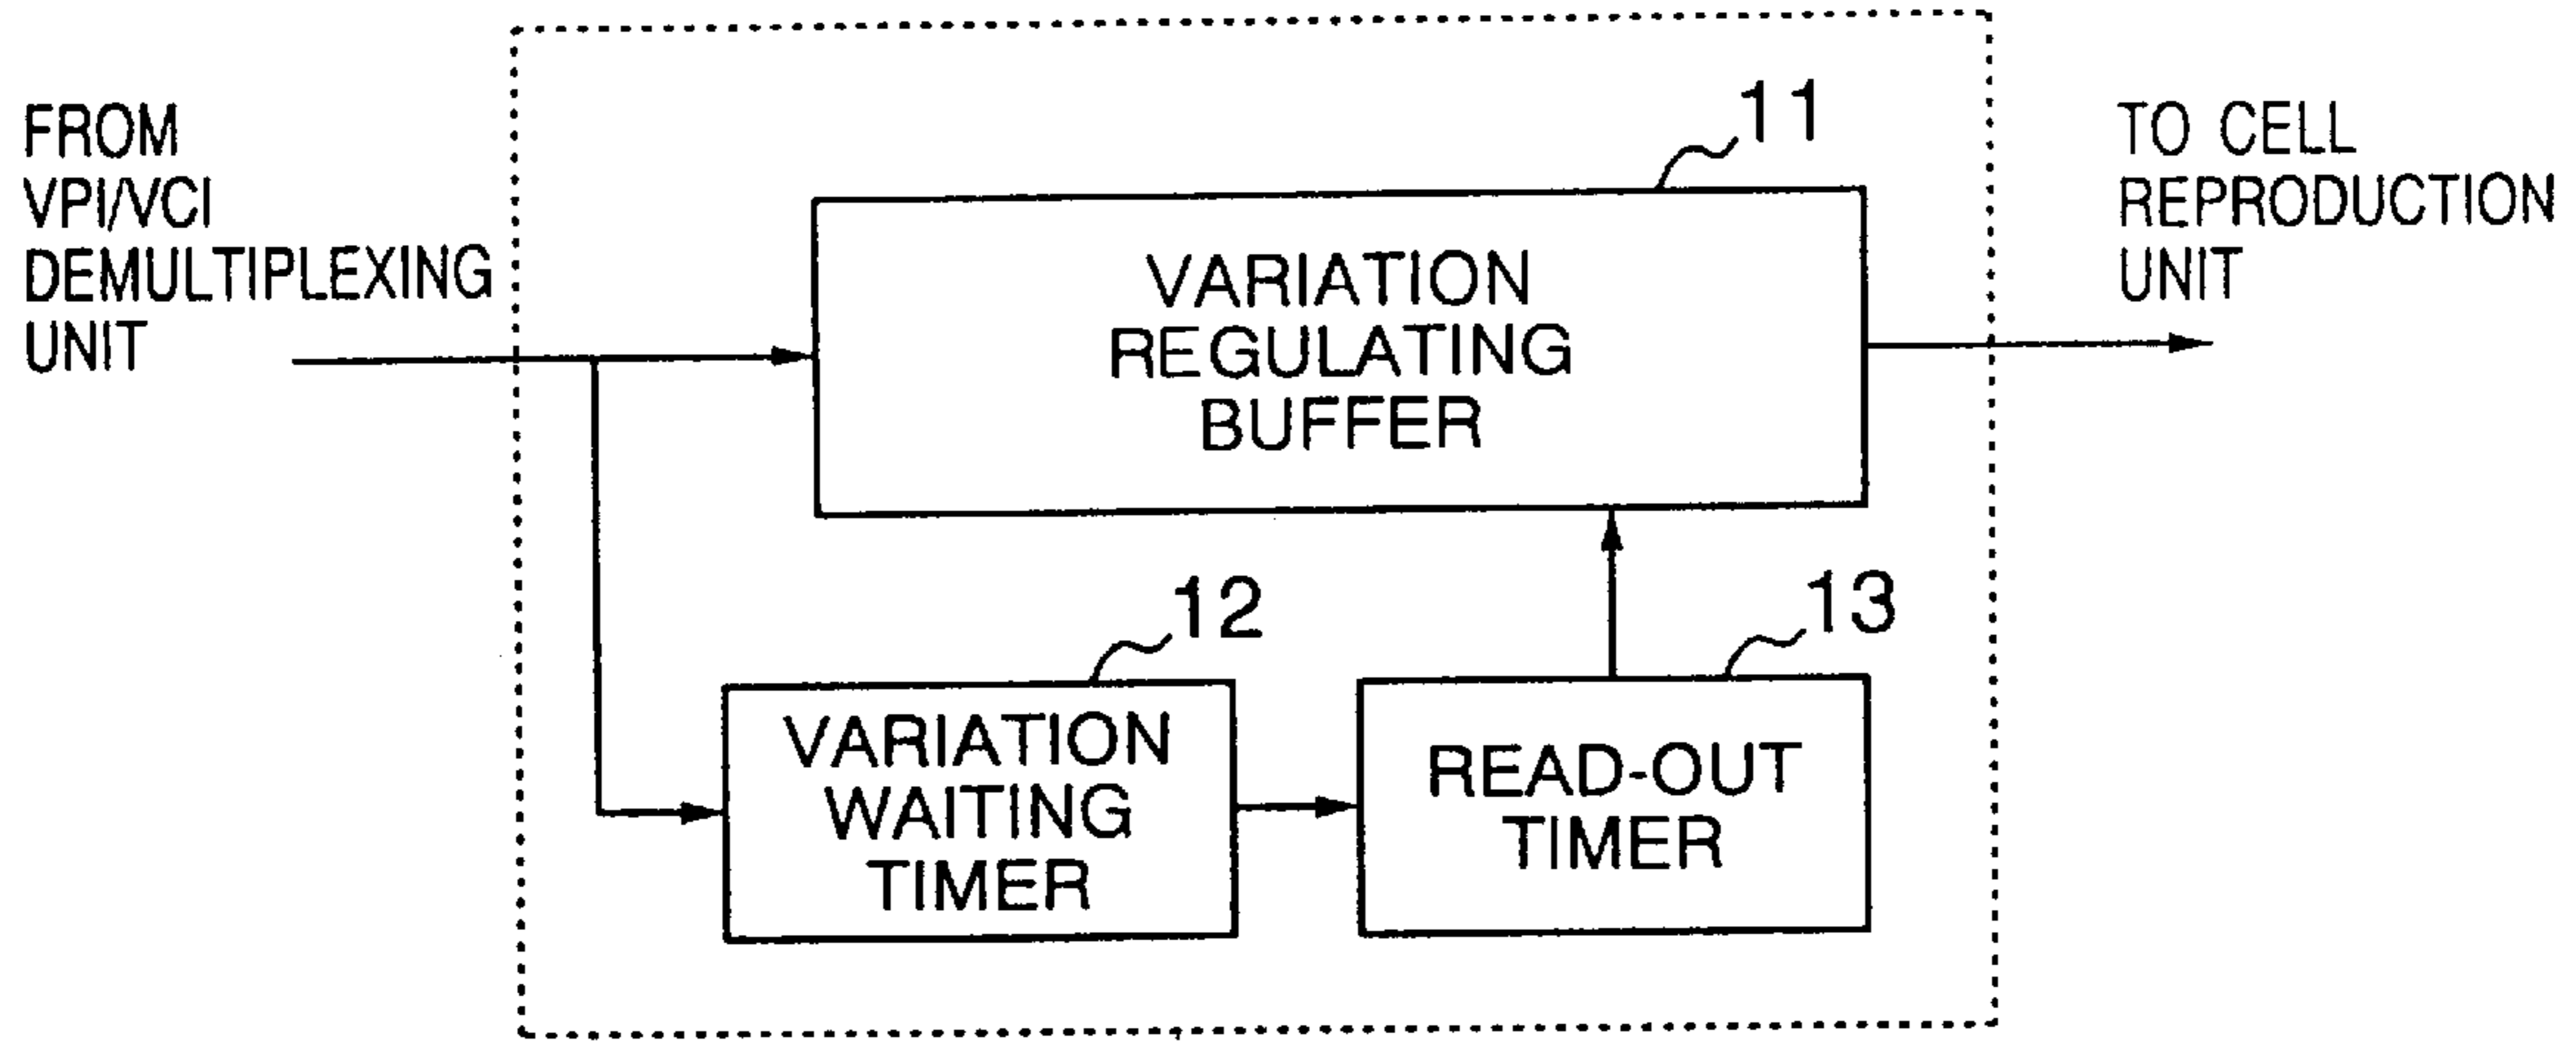 FROM
VPI/VCI
DEMULTIPLEXING
UNIT
11
VARIATION
REGULATING
BUFFER
TO CELL
REPRODUCTION
UNIT
12
VARIATION
WAITING
TIMER
13
READ-OUT
TIMER